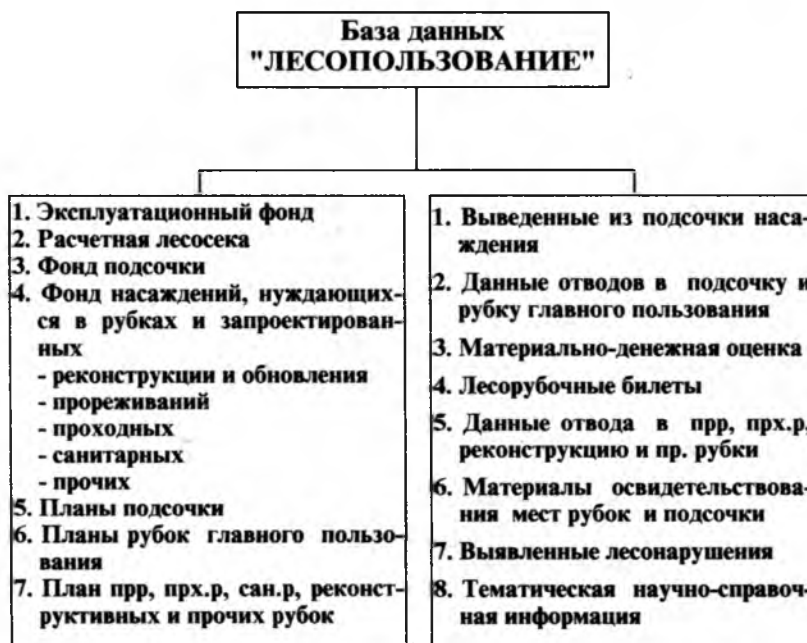 База данных
"ЛЕСОПОЛЬЗОВАНИЕ"
1. Эксплуатационный фонд
2. Расчетная лесосека
3. Фонд подсочки
4. Фонд насаждений, нуждающих-
ся в рубках и запроектирован-
ных
- реконструкции и обновления
- прореживаний
- проходных
- санитарных
- прочих
5. Планы подсочки
6. Планы рубок главного пользо-
вания
7. План прр, прх.р, сан.р, реконст-
руктивных и прочих рубок
1. Выведенные из подсочки наса-
ждения
2. Данные отводов в подсочку и
рубку главного пользования
3. Материально-денежная оценка
4. Лесорубочные билеты
5. Данные отвода в прр, прх.р,
реконструкцию и пр. рубки
6. Материалы освидетельствова-
ния мест рубок и подсочки
7. Выявленные лесонарушения
8. Тематическая научно-справоч-
ная информация